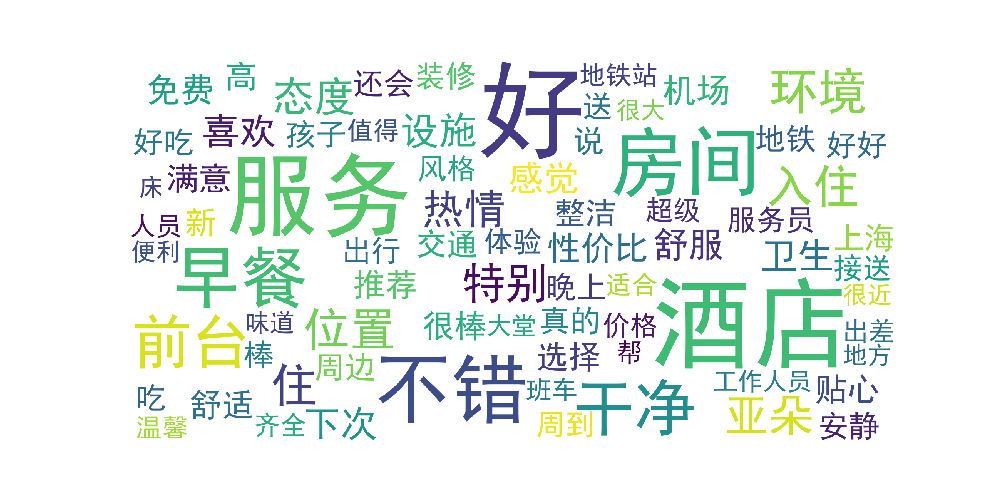 免费 高 态度 还会 装修 好 地铁站 送 很大 机场 环境
好吃 喜欢 孩子 值得 设施 说 房间 地铁 好好
床 满意 服务 风格 感觉 入住
人员 新 热情 整洁 超级 服务员 上海
便利 早餐 出行 交通 体验 性价比 舒服 卫生 接送
推荐 特别 晚上 适合 酒店 很近
前台 味道 位置 很棒 大堂 真的 价格 出差
棒 周边 不错 选择 帮 地方
吃 舒适 住 班车 干净 工作人员 贴心
温馨 齐全 下次 周到 亚朵 安静